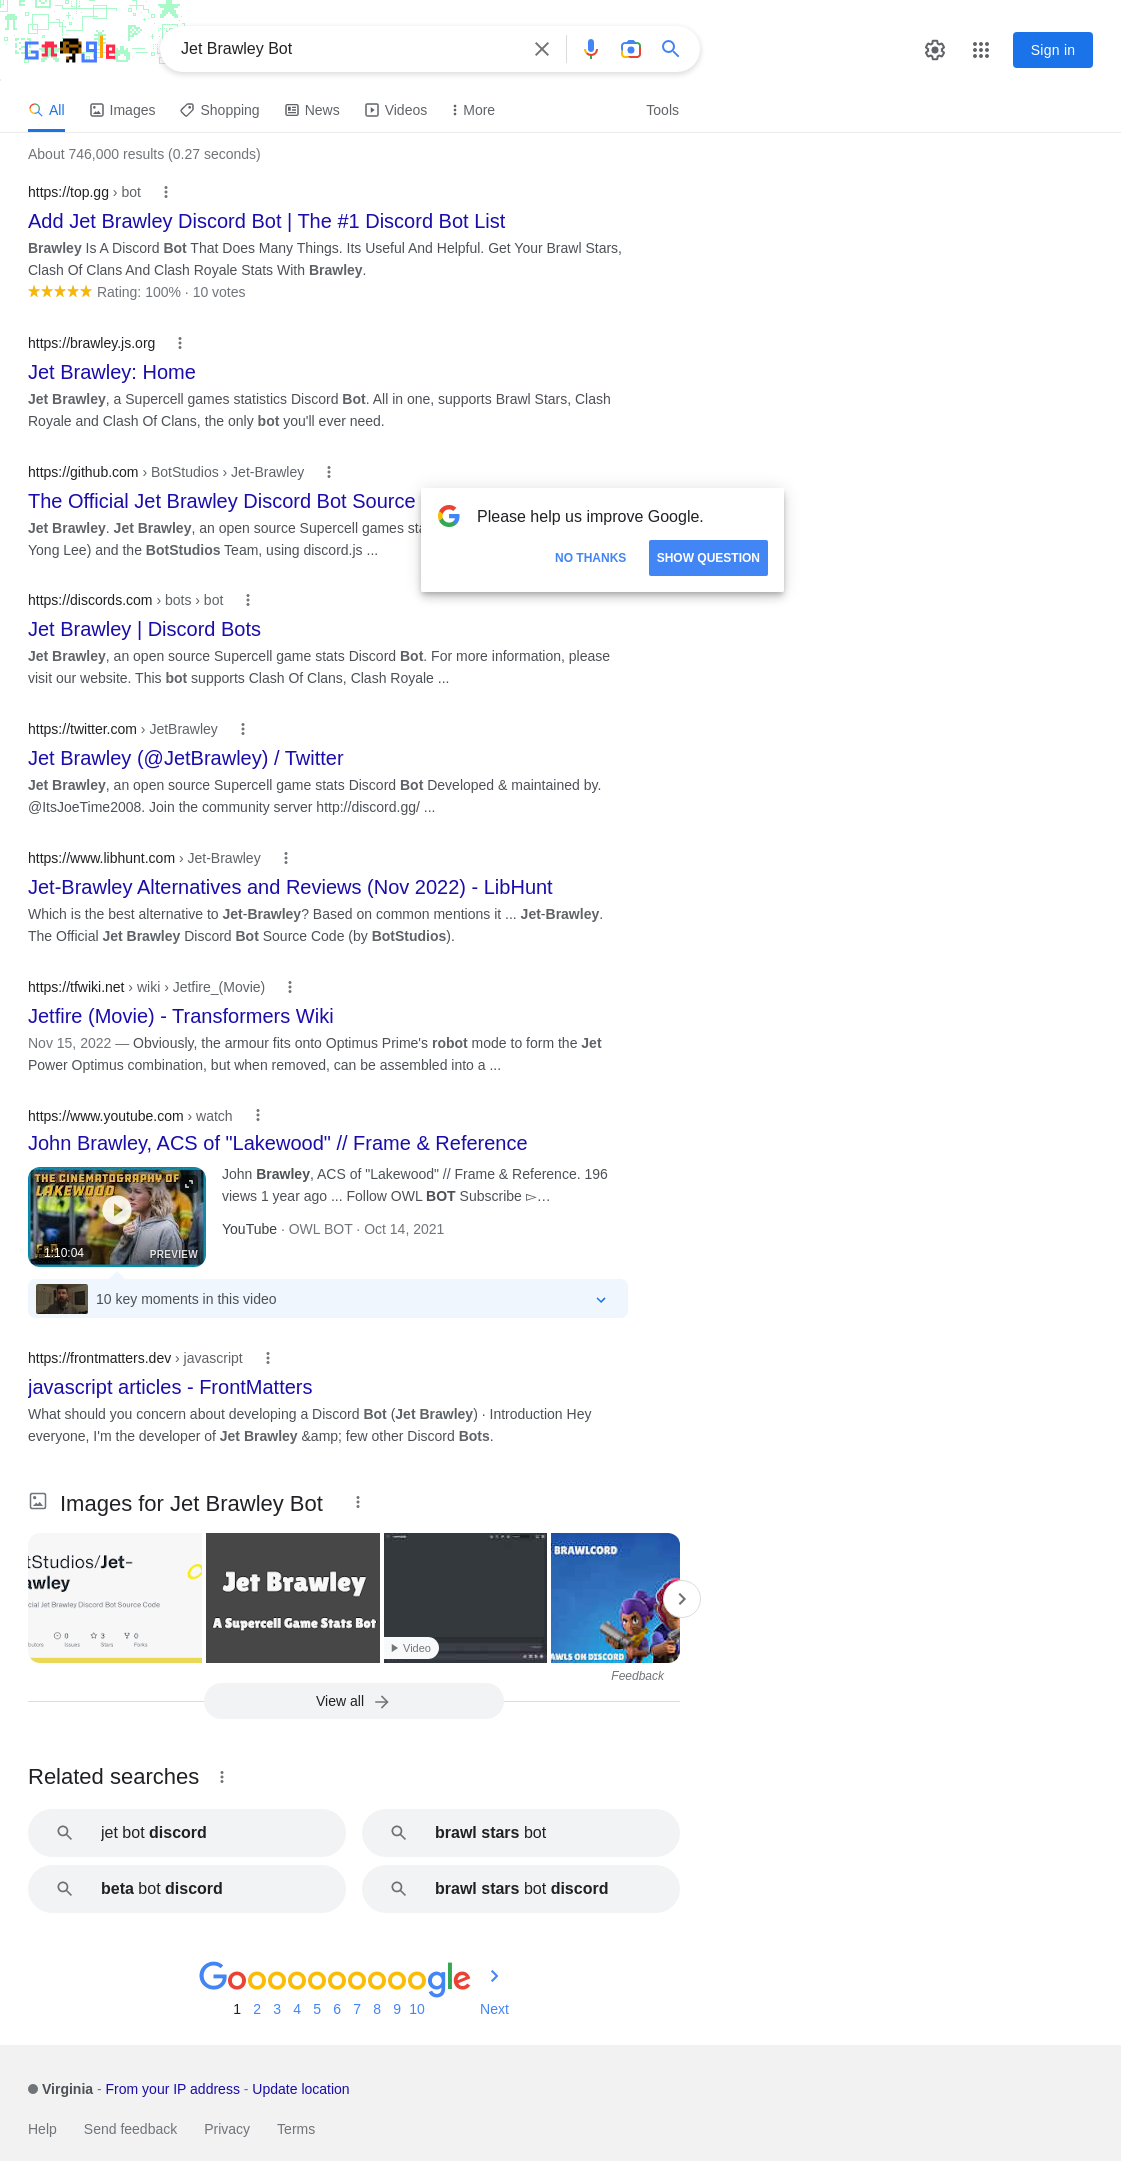 Google
Jet Brawley Bot
Sign in
All
Images
Shopping
News
Videos
More
Tools
About 746,000 results (0.27 seconds)
https://top.gg › bot
Add Jet Brawley Discord Bot | The #1 Discord Bot List
Brawley Is A Discord Bot That Does Many Things. Its Useful And Helpful. Get Your Brawl Stars,
Clash Of Clans And Clash Royale Stats With Brawley.
Rating: 100% · 10 votes
https://brawley.js.org
Jet Brawley: Home
Jet Brawley, a Supercell games statistics Discord Bot. All in one, supports Brawl Stars, Clash
Royale and Clash Of Clans, the only bot you'll ever need.
https://github.com › BotStudios › Jet-Brawley
The Official Jet Brawley Discord Bot Source
Jet Brawley. Jet Brawley, an open source Supercell games sta
Yong Lee) and the BotStudios Team, using discord.js ...
Please help us improve Google.
NO THANKS
SHOW QUESTION
https://discords.com › bots › bot
Jet Brawley | Discord Bots
Jet Brawley, an open source Supercell game stats Discord Bot. For more information, please
visit our website. This bot supports Clash Of Clans, Clash Royale ...
https://twitter.com › JetBrawley
Jet Brawley (@JetBrawley) / Twitter
Jet Brawley, an open source Supercell game stats Discord Bot Developed & maintained by.
@ItsJoeTime2008. Join the community server http://discord.gg/ ...
https://www.libhunt.com › Jet-Brawley
Jet-Brawley Alternatives and Reviews (Nov 2022) - LibHunt
Which is the best alternative to Jet-Brawley? Based on common mentions it ... Jet-Brawley.
The Official Jet Brawley Discord Bot Source Code (by BotStudios).
https://tfwiki.net › wiki › Jetfire_(Movie)
Jetfire (Movie) - Transformers Wiki
Nov 15, 2022 — Obviously, the armour fits onto Optimus Prime's robot mode to form the Jet
Power Optimus combination, but when removed, can be assembled into a ...
https://www.youtube.com › watch
John Brawley, ACS of "Lakewood" // Frame & Reference
THE CINEMATOGRAPHY OF
LAKEWOOD
1:10:04
PREVIEW
John Brawley, ACS of "Lakewood" // Frame & Reference. 196
views 1 year ago ... Follow OWL BOT Subscribe ▻…
YouTube · OWL BOT · Oct 14, 2021
10 key moments in this video
https://frontmatters.dev › javascript
javascript articles - FrontMatters
What should you concern about developing a Discord Bot (Jet Brawley) · Introduction Hey
everyone, I'm the developer of Jet Brawley &amp; few other Discord Bots.
Images for Jet Brawley Bot
tStudios/Jet-
awley
cial Jet Brawley Discord Bot Source Code
0
3
0
Issues
Stars
Forks
Jet Brawley
A Supercell Game Stats Bot
Video
BRAWLCORD
AWLS ON DISCORD
Feedback
View all
Related searches
jet bot discord
brawl stars bot
beta bot discord
brawl stars bot discord
Goooooooooogle
1 2 3 4 5 6 7 8 9 10
Next
Virginia - From your IP address - Update location
Help
Send feedback
Privacy
Terms